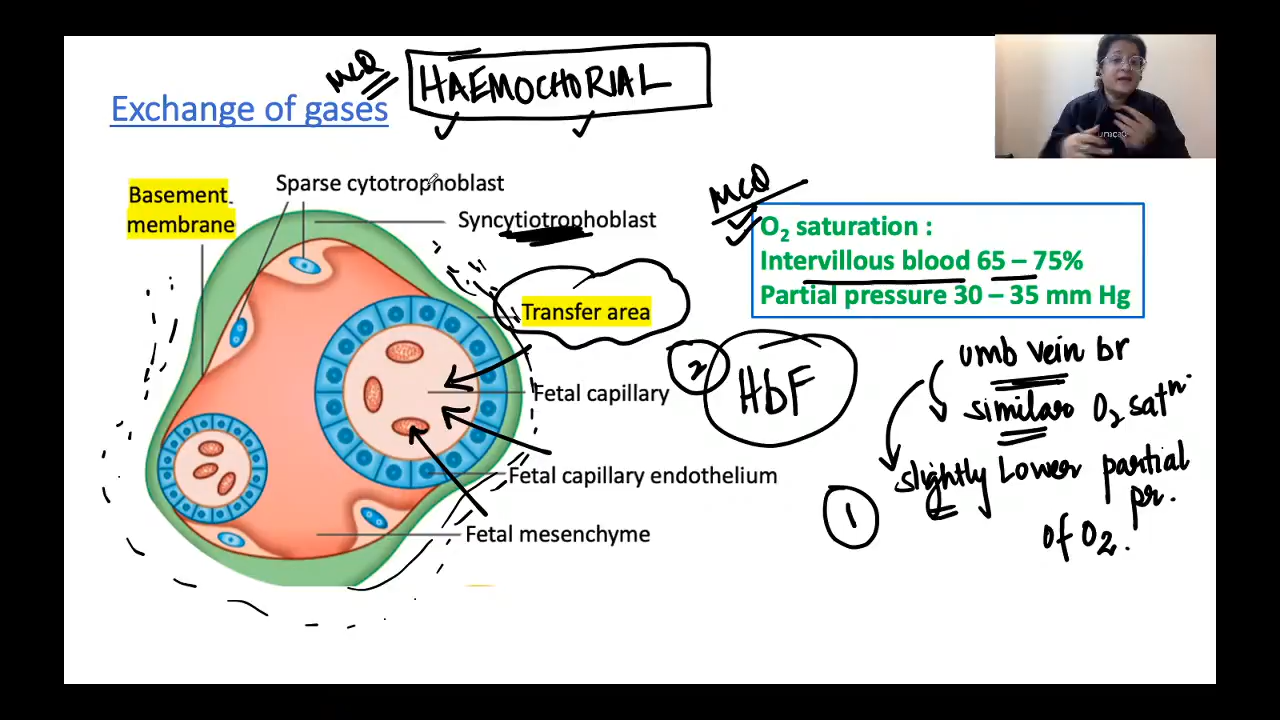 MCQ
HAEMOCHORIAL
Exchange of gases
Sparse cytotrophoblast
Basement
membrane
Syncytiotrophoblast
Transfer area
Fetal capillary
Fetal capillary endothelium
Fetal mesenchyme
MCQ
O₂ saturation :
Intervillous blood 65 – 75%
Partial pressure 30 – 35 mm Hg
2
HbF
umb vein br
similar O₂ satⁿ.
slightly Lower partial
pr.
1
of O₂.